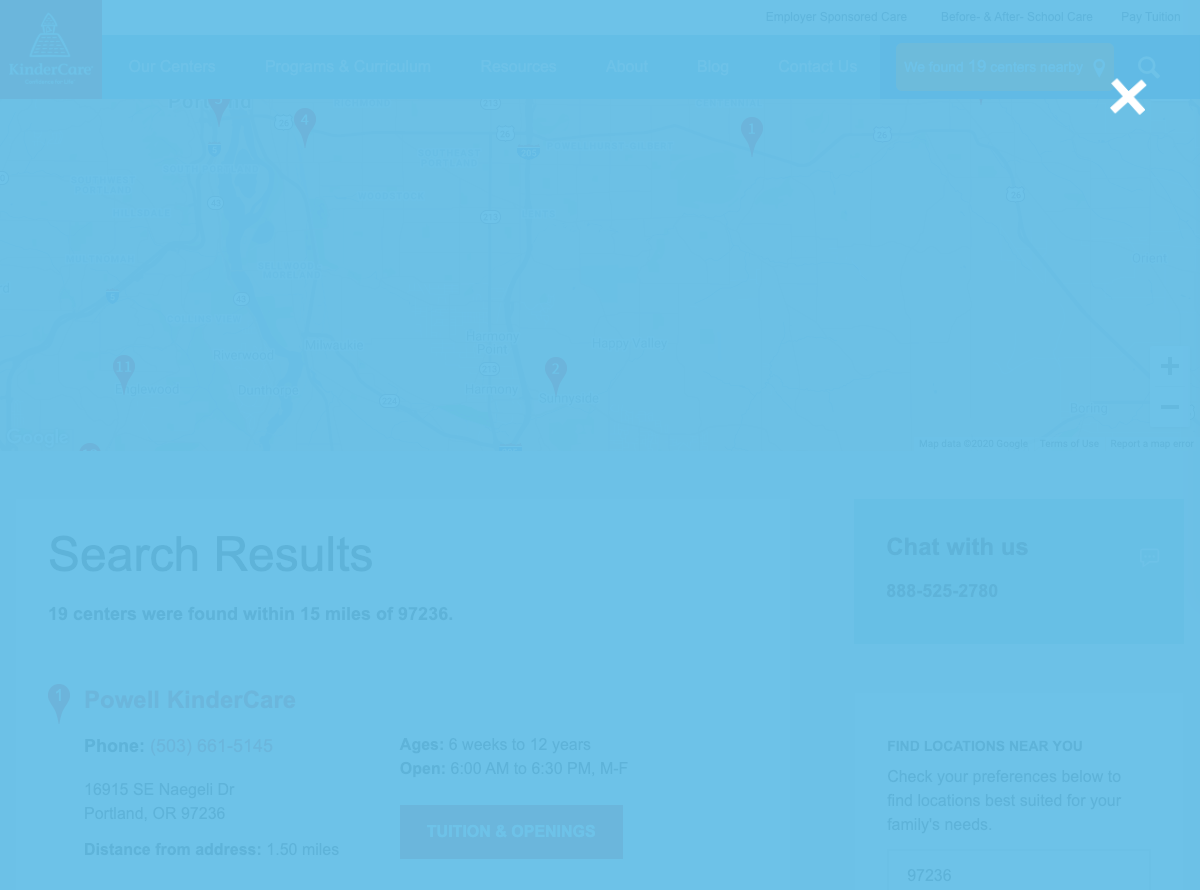 Employer Sponsored Care
Before- & After- School Care
Pay Tuition
KinderCare
Our Centers
Programs & Curriculum
Resources
About
Blog
Contact Us
We found 19 centers nearby
4
1
11
2
Happy Valley
Boring
Map data ©2020 Google
Terms of Use
Report a map error
Search Results
19 centers were found within 15 miles of 97236.
1
Powell KinderCare
Phone: (503) 661-5145
16915 SE Naegeli Dr
Portland, OR 97236
Distance from address: 1.50 miles
Ages: 6 weeks to 12 years
Open: 6:00 AM to 6:30 PM, M-F
TUITION & OPENINGS
Chat with us
888-525-2780
FIND LOCATIONS NEAR YOU
Check your preferences below to
find locations best suited for your
family's needs.
97236